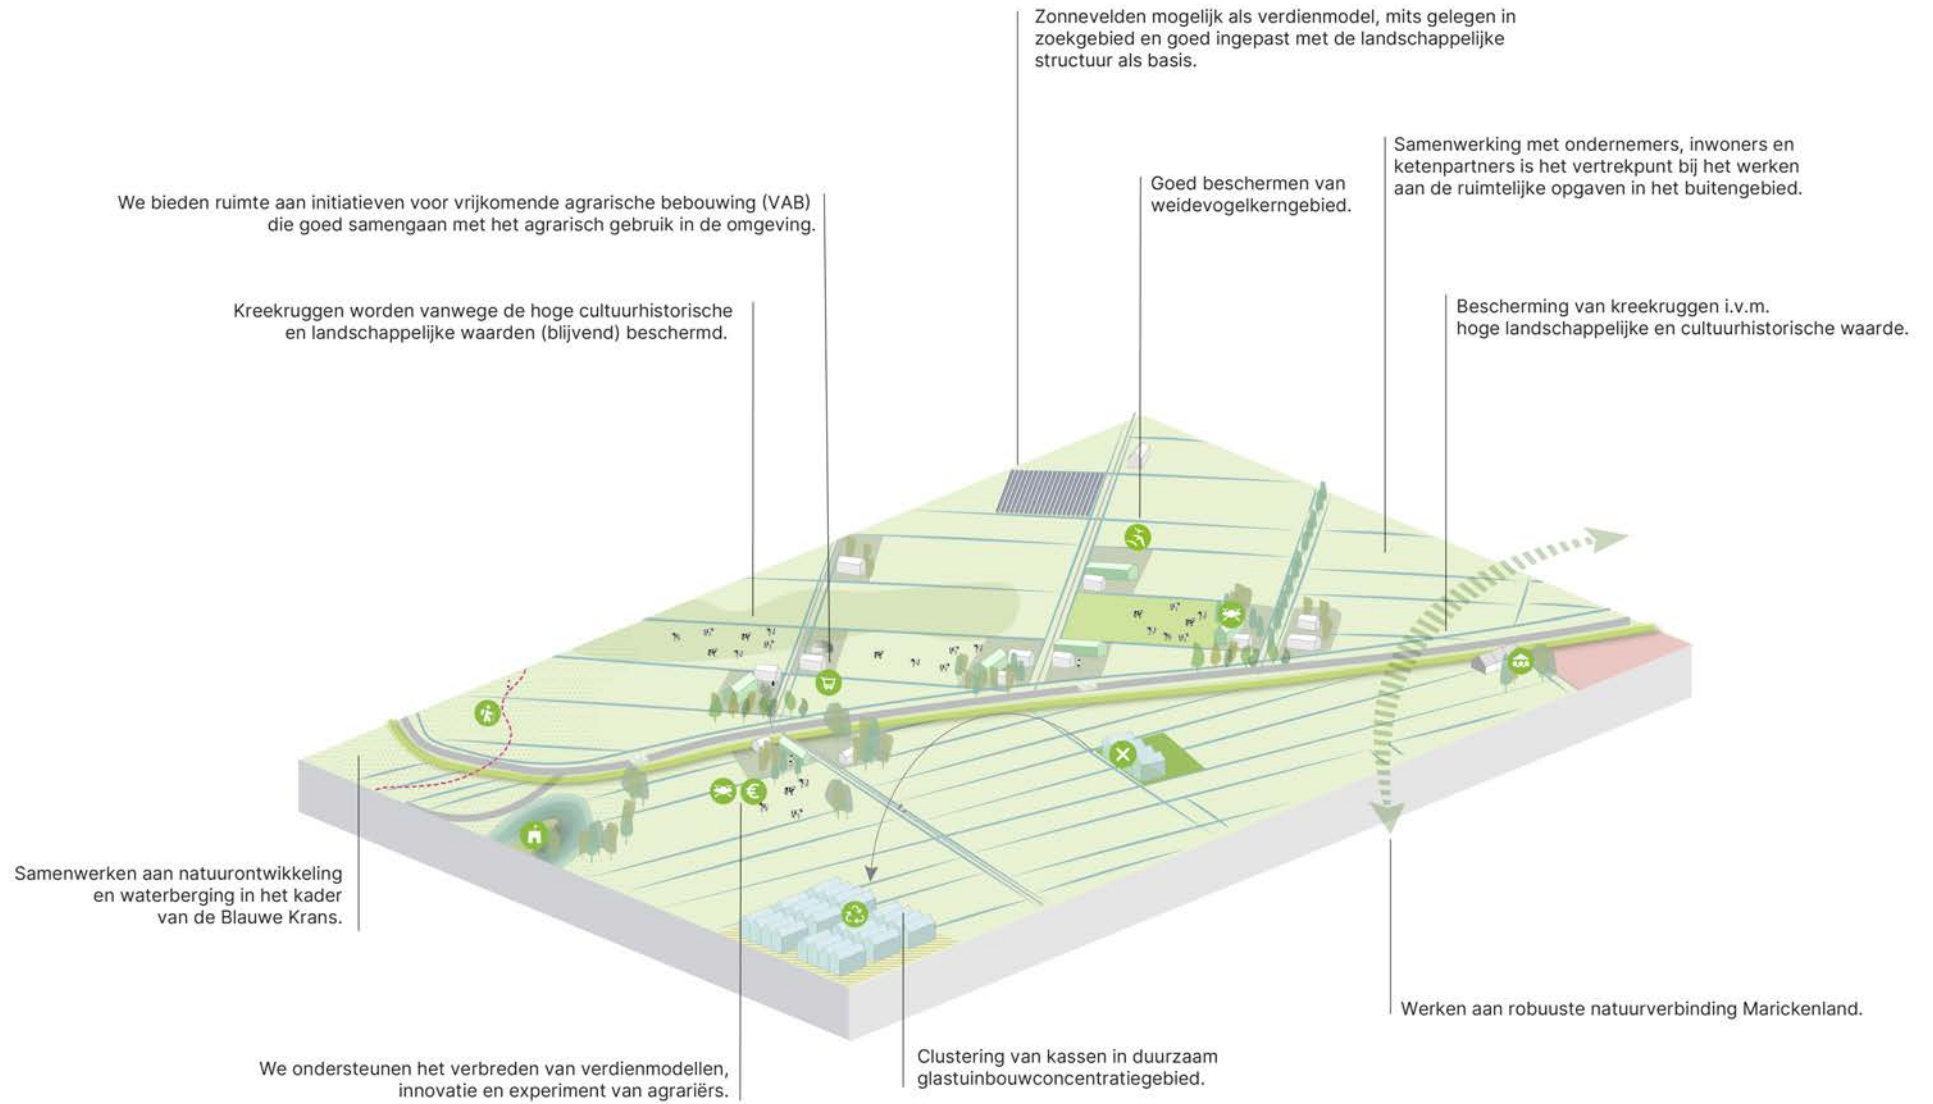 Zonnevelden mogelijk als verdienmodel, mits gelegen in
zoekgebied en goed ingepast met de landschappelijke
structuur als basis.
Samenwerking met ondernemers, inwoners en
ketenpartners is het vertrekpunt bij het werken
aan de ruimtelijke opgaven in het buitengebied.
Goed beschermen van
weidevogelkerngebied.
We bieden ruimte aan initiatieven voor vrijkomende agrarische bebouwing (VAB)
die goed samengaan met het agrarisch gebruik in de omgeving.
Kreekruggen worden vanwege de hoge cultuurhistorische
en landschappelijke waarden (blijvend) beschermd.
Bescherming van kreekruggen i.v.m.
hoge landschappelijke en cultuurhistorische waarde.
€
Samenwerken aan natuurontwikkeling
en waterberging in het kader
van de Blauwe Krans.
Werken aan robuuste natuurverbinding Marickenland.
We ondersteunen het verbreden van verdienmodellen,
innovatie en experiment van agrariërs.
Clustering van kassen in duurzaam
glastuinbouwconcentratiegebied.